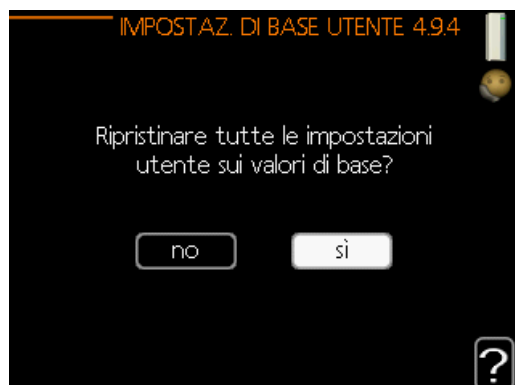 IMPOSTAZ. DI BASE UTENTE 4.9.4
Ripristinare tutte le impostazioni
utente sui valori di base?
no
sì
?